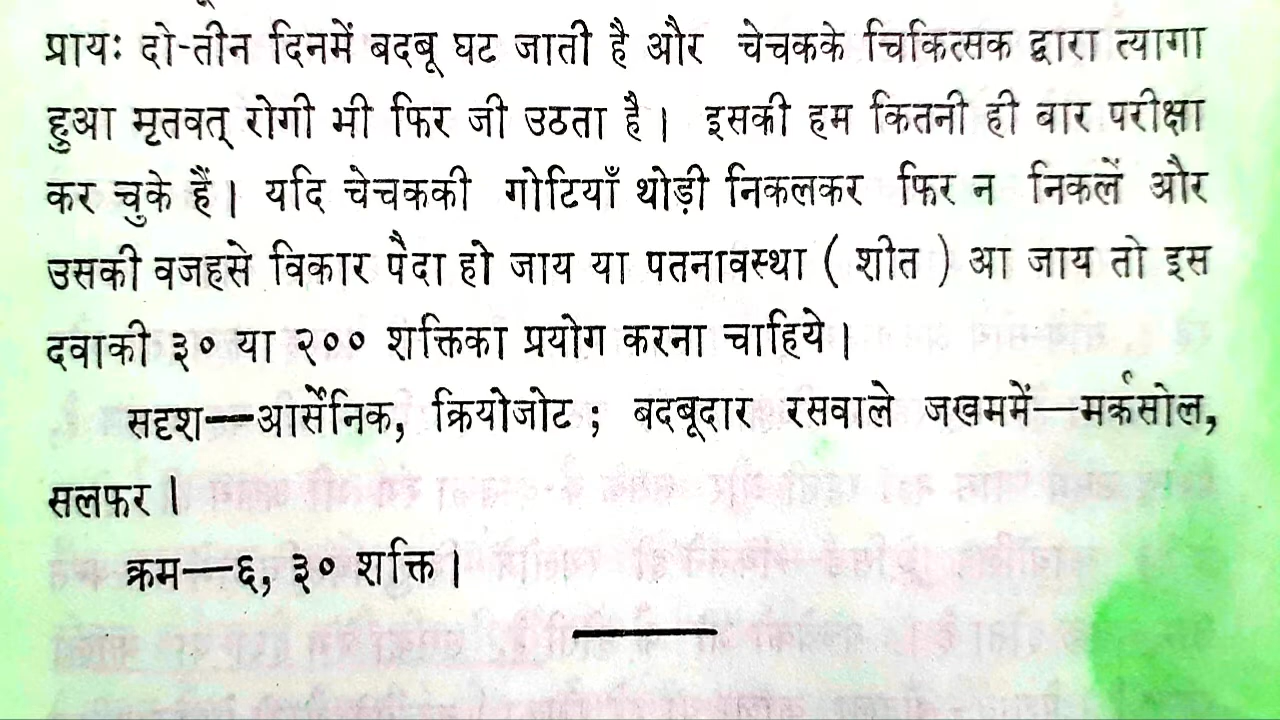 प्रायः दो-तीन दिनमें बदबू घट जाती है और चेचकके चिकित्सक द्वारा त्यागा
हुआ मृतवत् रोगी भी फिर जी उठता है। इसकी हम कितनी ही वार परीक्षा
कर चुके हैं। यदि चेचककी गोटियाँ थोड़ी निकलकर फिर न निकलें और
उसकी वजहसे विकार पैदा हो जाय या पतनावस्था ( शीत ) आ जाय तो इस
दवाकी ३० या २०० शक्तिका प्रयोग करना चाहिये।
सदृश—आर्सेनिक, क्रियोजोट ; बदबूदार रसवाले जखममें—मर्कसोल,
सलफर।
क्रम—६, ३० शक्ति।